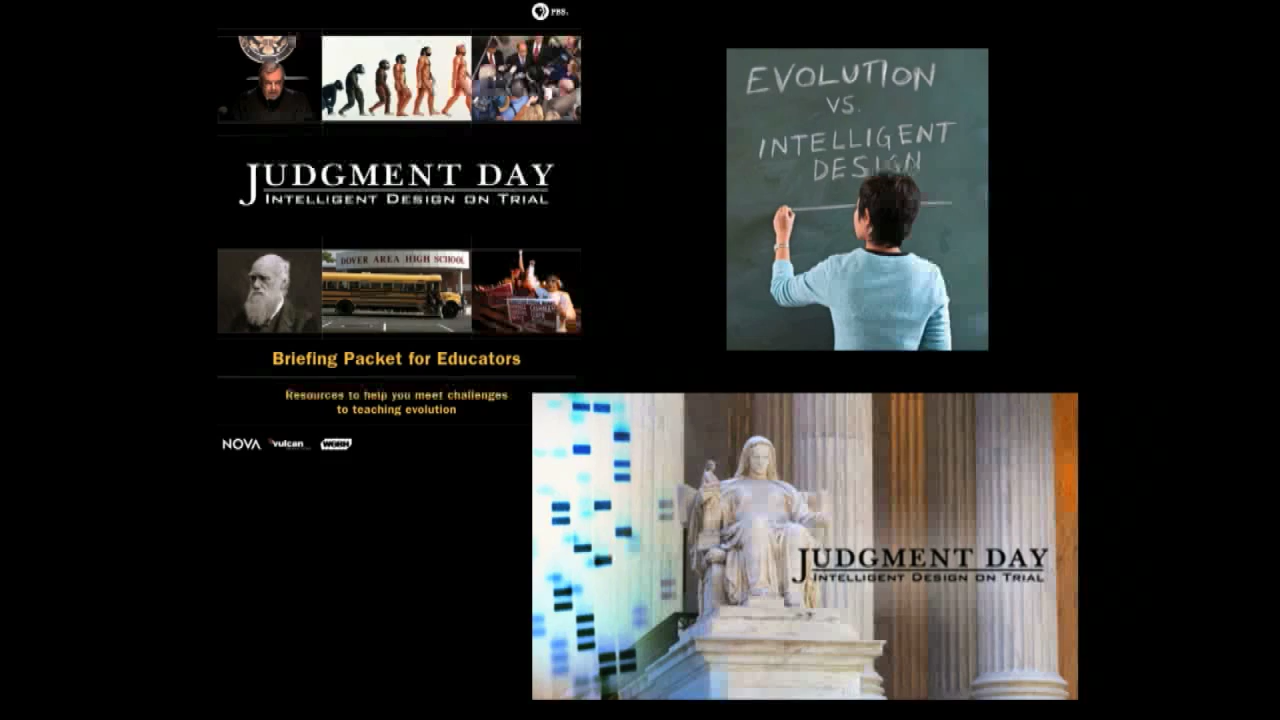 PBS.
JUDGMENT DAY
INTELLIGENT DESIGN ON TRIAL
DOVER AREA HIGH SCHOOL
Briefing Packet for Educators
Resources to help you meet challenges
to teaching evolution
NOVA vulcan WGBH
EVOLUTION
VS.
INTELLIGENT
DESIGN
JUDGMENT DAY
INTELLIGENT DESIGN ON TRIAL